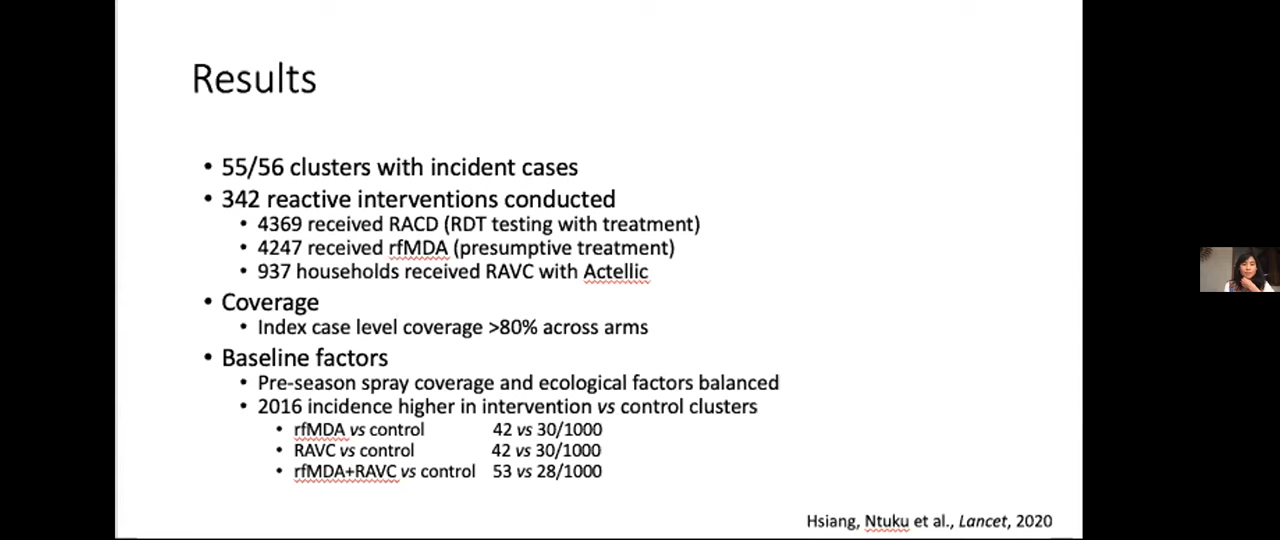 Results
• 55/56 clusters with incident cases
• 342 reactive interventions conducted
• 4369 received RACD (RDT testing with treatment)
• 4247 received rfMDA (presumptive treatment)
• 937 households received RAVC with Actellic
• Coverage
• Index case level coverage >80% across arms
• Baseline factors
• Pre-season spray coverage and ecological factors balanced
• 2016 incidence higher in intervention vs control clusters
• rfMDA vs control 42 vs 30/1000
• RAVC vs control 42 vs 30/1000
• rfMDA+RAVC vs control 53 vs 28/1000
Hsiang, Ntuku et al., Lancet, 2020